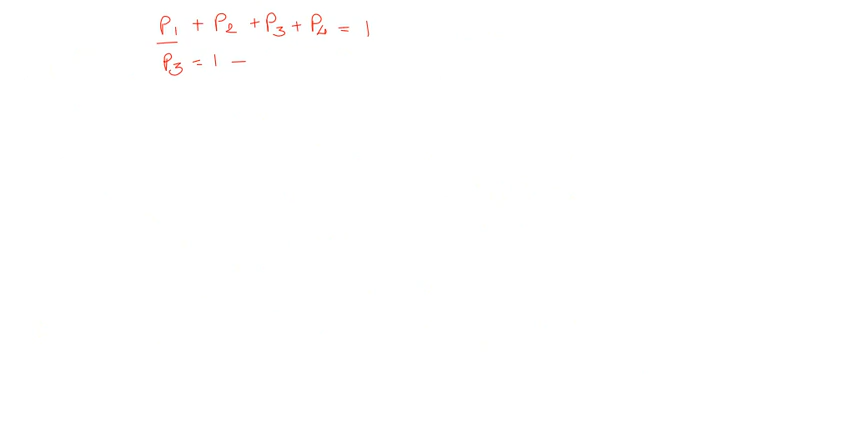 P₁ + P₂ + P₃ + P₄ = 1
P₃ = 1 −